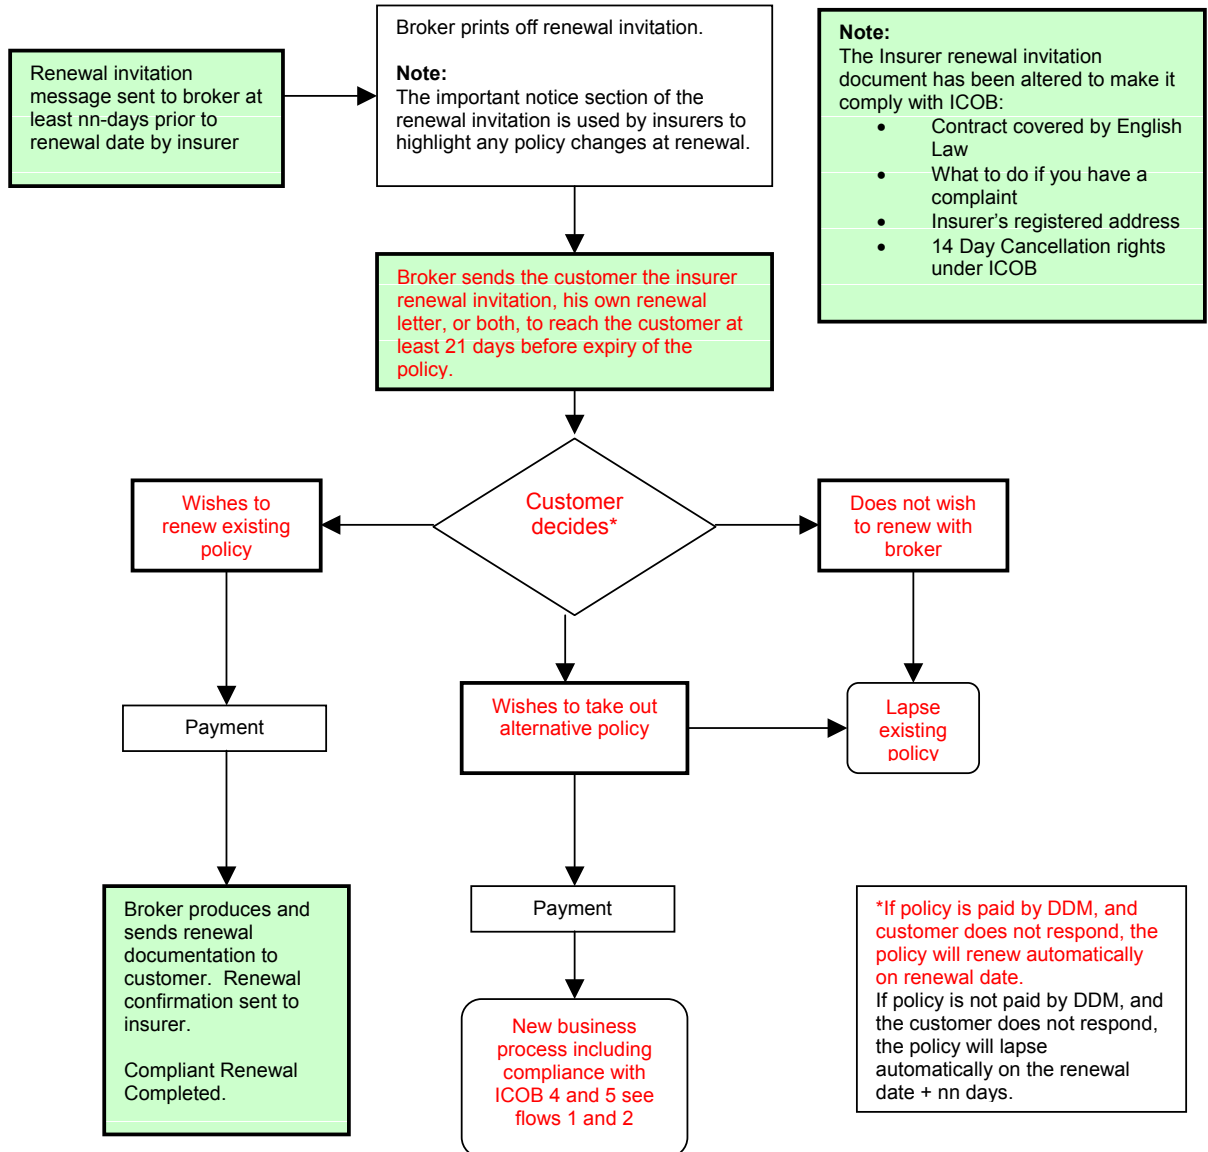 Renewal invitation
message sent to broker at
least nn-days prior to
renewal date by insurer
Broker prints off renewal invitation.
Note:
The important notice section of the
renewal invitation is used by insurers to
highlight any policy changes at renewal.
Note:
The Insurer renewal invitation
document has been altered to make it
comply with ICOB:
• Contract covered by English
Law
• What to do if you have a
complaint
• Insurer's registered address
• 14 Day Cancellation rights
under ICOB
Broker sends the customer the insurer
renewal invitation, his own renewal
letter, or both, to reach the customer at
least 21 days before expiry of the
policy.
Customer
decides*
Wishes to
renew existing
policy
Does not wish
to renew with
broker
Wishes to take out
alternative policy
Lapse
existing
policy
Payment
Payment
Broker produces and
sends renewal
documentation to
customer. Renewal
confirmation sent to
insurer.
Compliant Renewal
Completed.
New business
process including
compliance with
ICOB 4 and 5 see
flows 1 and 2
*If policy is paid by DDM, and
customer does not respond, the
policy will renew automatically
on renewal date.
If policy is not paid by DDM, and
the customer does not respond,
the policy will lapse
automatically on the renewal
date + nn days.